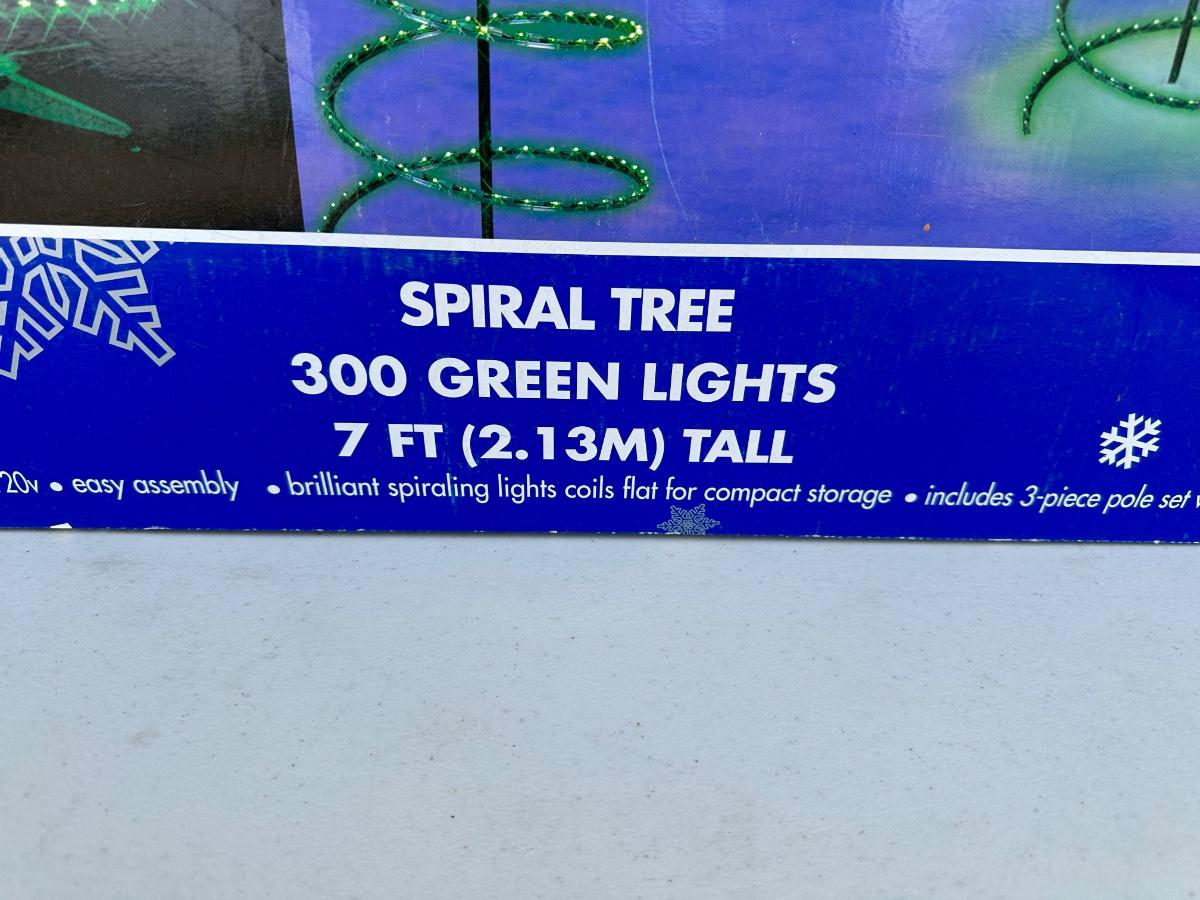 SPIRAL TREE
300 GREEN LIGHTS
7 FT (2.13M) TALL
20v • easy assembly • brilliant spiraling lights coils flat for compact storage • includes 3-piece pole set